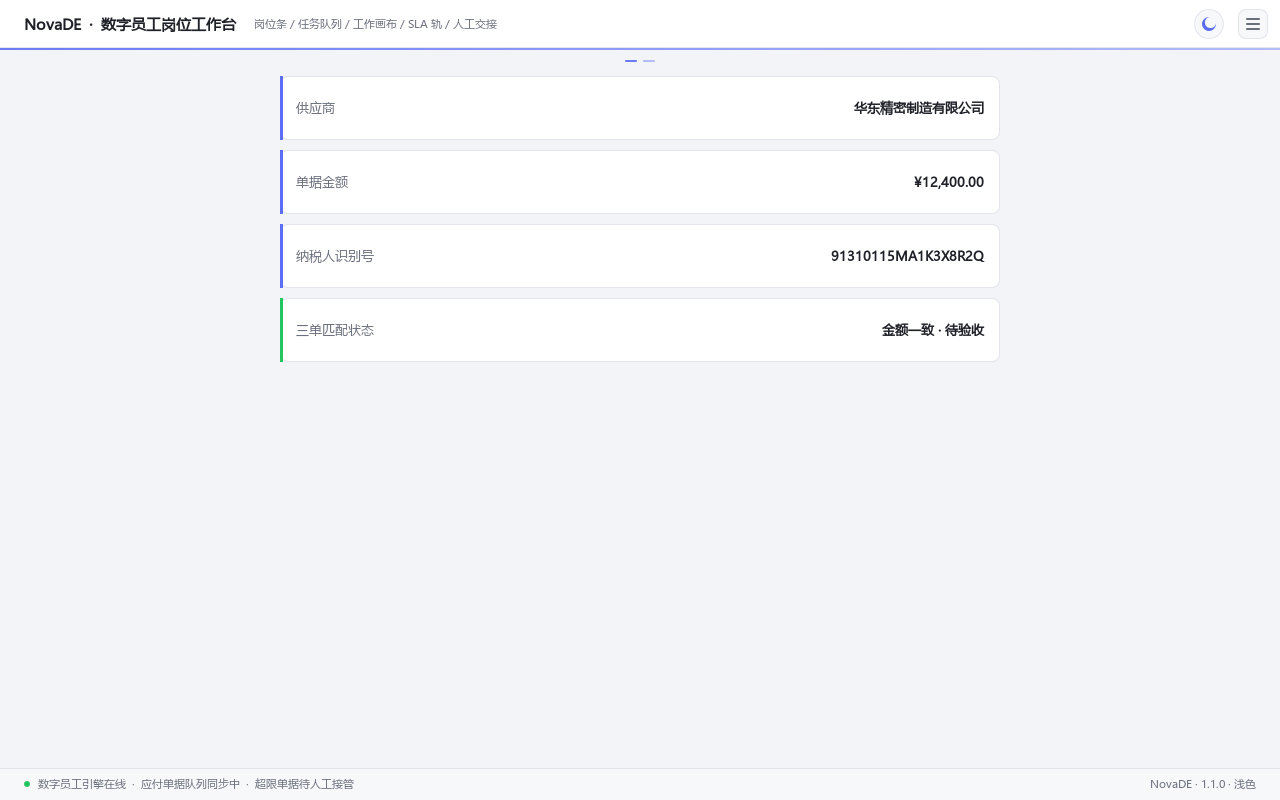 NovaDE · 数字员工岗位工作台 岗位条 / 任务队列 / 工作画布 / SLA 轨 / 人工交接
供应商 华东精密制造有限公司
单据金额 ¥12,400.00
纳税人识别号 91310115MA1K3X8R2Q
三单匹配状态 金额一致 · 待验收
数字员工引擎在线 · 应付单据队列同步中 · 超限单据待人工接管 NovaDE · 1.1.0 · 浅色